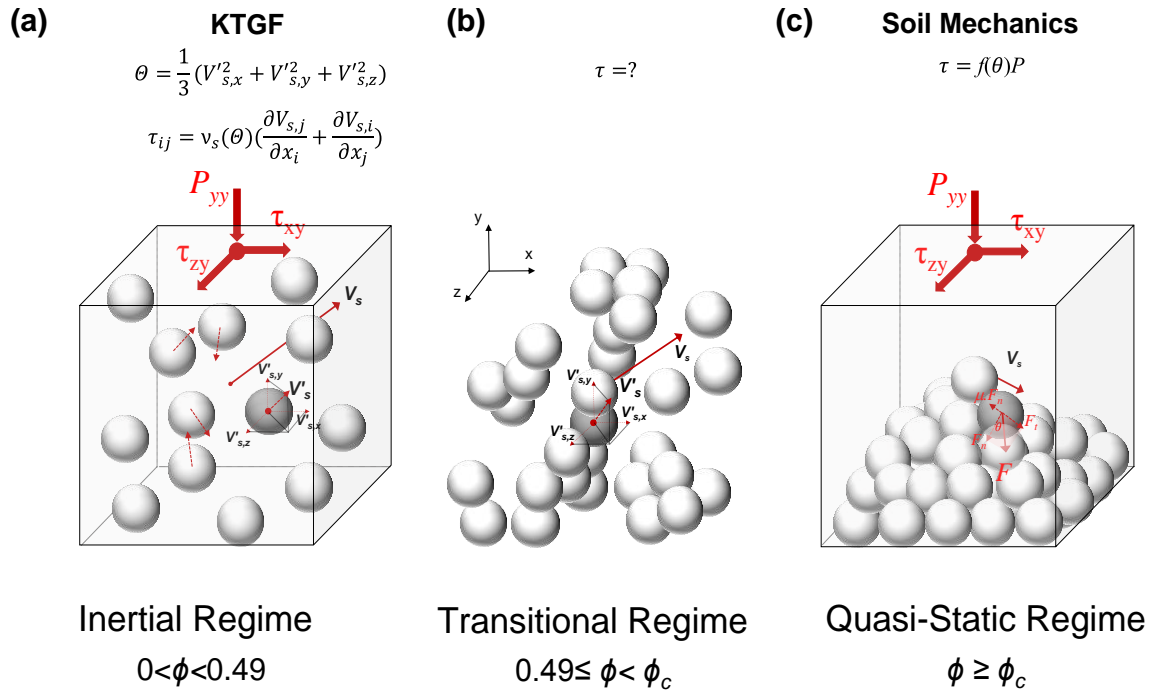 (a)
KTGF
Θ = 1/3 (V′²s,x + V′²s,y + V′²s,z)
τij = νs(Θ)(∂Vs,j/∂xi + ∂Vs,i/∂xj)
Pyy
τxy
τzy
Vs
V's,y
V's
V's,x
V's,z
Inertial Regime
0<ϕ<0.49
(b)
τ =?
y
x
z
Vs
V's,y
V's
V's,x
V's,z
Transitional Regime
0.49≤ ϕ< ϕc
(c)
Soil Mechanics
τ = f(θ)P
Pyy
τxy
τzy
Vs
μ.Fn
θ
Ft
Fn
F
Quasi-Static Regime
ϕ ≥ ϕc